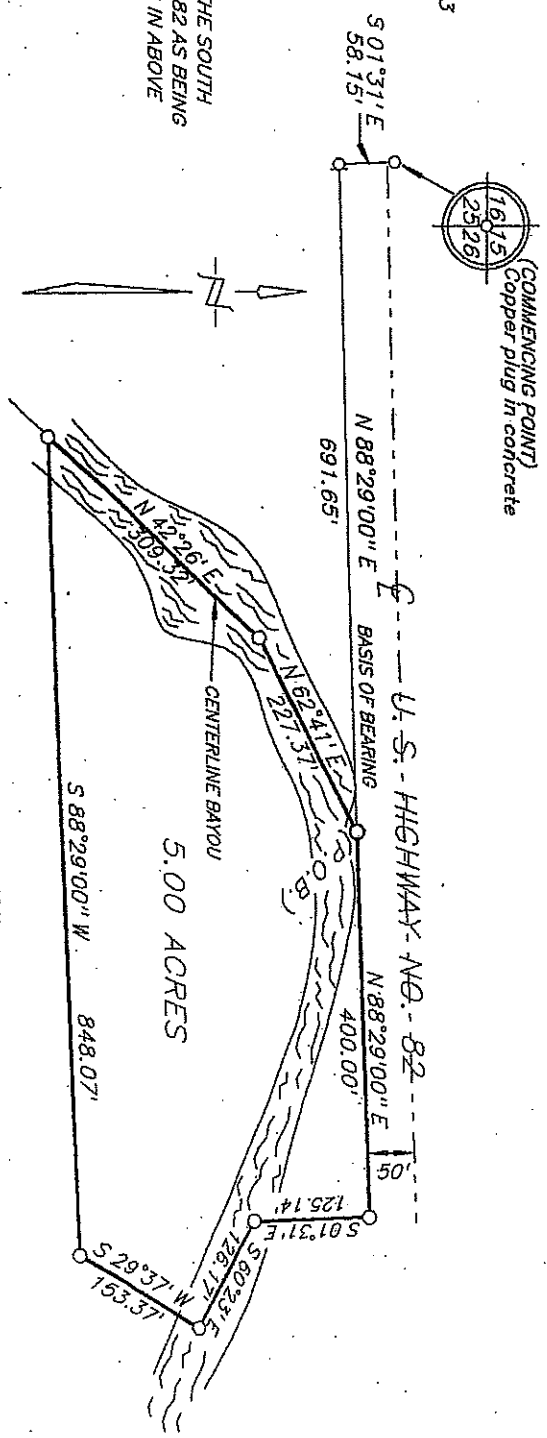 3
(COMMENCING POINT)
Copper plug in concrete
16 15
25 26
S 01°31' E
58.15'
HE SOUTH
82 AS BEING
IN ABOVE
N
N 88°29'00" E
691.65'
BASIS OF BEARING
U.S. HIGHWAY NO. 82
N 88°29'00" E
400.00'
50'
N 42°26' E
309.32'
N 62°41' E
227.37'
P.O.B.
CENTERLINE BAYOU
5.00 ACRES
S 01°31' E
125.14'
S 60°23' E
126.17'
S 29°37' W
153.37'
S 88°29'00" W
848.07'